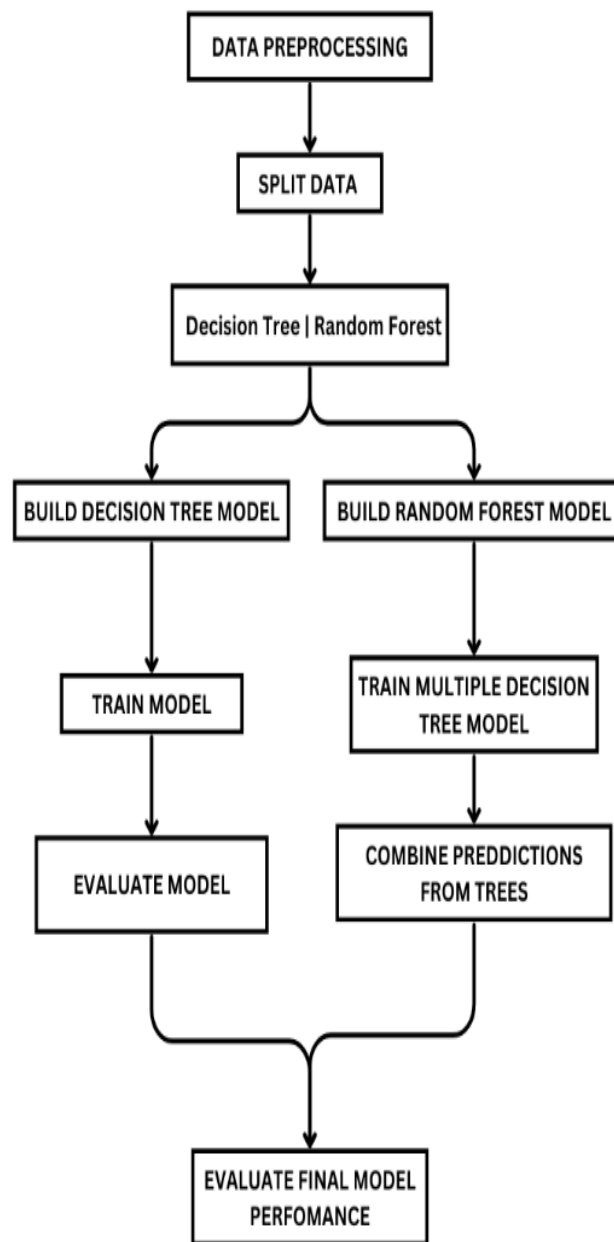 DATA PREPROCESSING
SPLIT DATA
Decision Tree | Random Forest
BUILD DECISION TREE MODEL
BUILD RANDOM FOREST MODEL
TRAIN MODEL
TRAIN MULTIPLE DECISION
TREE MODEL
EVALUATE MODEL
COMBINE PREDDICTIONS
FROM TREES
EVALUATE FINAL MODEL
PERFOMANCE